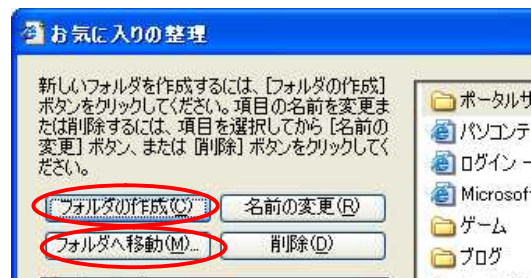 お気に入りの整理
新しいフォルダを作成するには、[フォルダの作成]
ボタンをクリックしてください。項目の名前を変更ま
たは削除するには、項目を選択してから [名前の
変更] ボタン、または [削除] ボタンをクリックしてく
ださい。
フォルダの作成(C) 名前の変更(R)
フォルダへ移動(M)... 削除(D)
ポータルサ
パソコンテ
ログイン -
Microsoft
ゲーム
ブログ